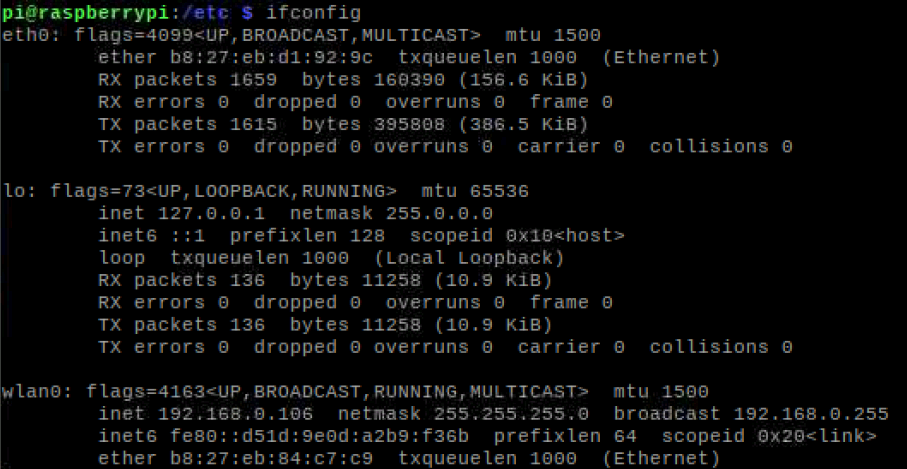 pi@raspberrypi:/etc $ ifconfig
eth0: flags=4099<UP,BROADCAST,MULTICAST>  mtu 1500
        ether b8:27:eb:d1:92:9c  txqueuelen 1000  (Ethernet)
        RX packets 1659  bytes 160390 (156.6 KiB)
        RX errors 0  dropped 0  overruns 0  frame 0
        TX packets 1615  bytes 395808 (386.5 KiB)
        TX errors 0  dropped 0 overruns 0  carrier 0  collisions 0

lo: flags=73<UP,LOOPBACK,RUNNING>  mtu 65536
        inet 127.0.0.1  netmask 255.0.0.0
        inet6 ::1  prefixlen 128  scopeid 0x10<host>
        loop  txqueuelen 1000  (Local Loopback)
        RX packets 136  bytes 11258 (10.9 KiB)
        RX errors 0  dropped 0  overruns 0  frame 0
        TX packets 136  bytes 11258 (10.9 KiB)
        TX errors 0  dropped 0 overruns 0  carrier 0  collisions 0

wlan0: flags=4163<UP,BROADCAST,RUNNING,MULTICAST>  mtu 1500
        inet 192.168.0.106  netmask 255.255.255.0  broadcast 192.168.0.255
        inet6 fe80::d51d:9e0d:a2b9:f36b  prefixlen 64  scopeid 0x20<link>
        ether b8:27:eb:84:c7:c9  txqueuelen 1000  (Ethernet)